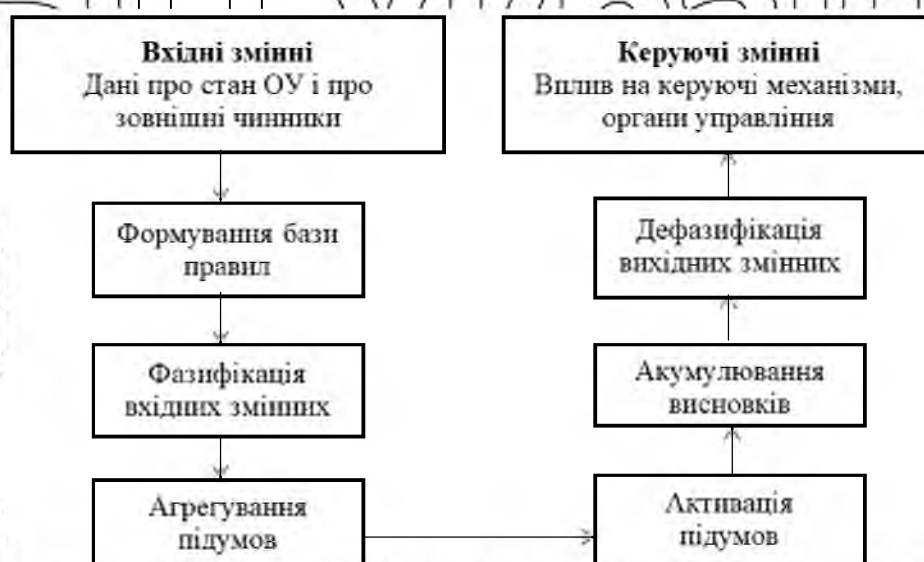 Вхідні змінні
Дані про стан ОУ і про
зовнішні чинники
Формування бази
правил
Фазифікація
вхідних змінних
Агрегування
підумов
Керуючі змінні
Вплив на керуючі механізми,
органи управління
Дефазифікація
вихідних змінних
Акумулювання
висновків
Активація
підумов